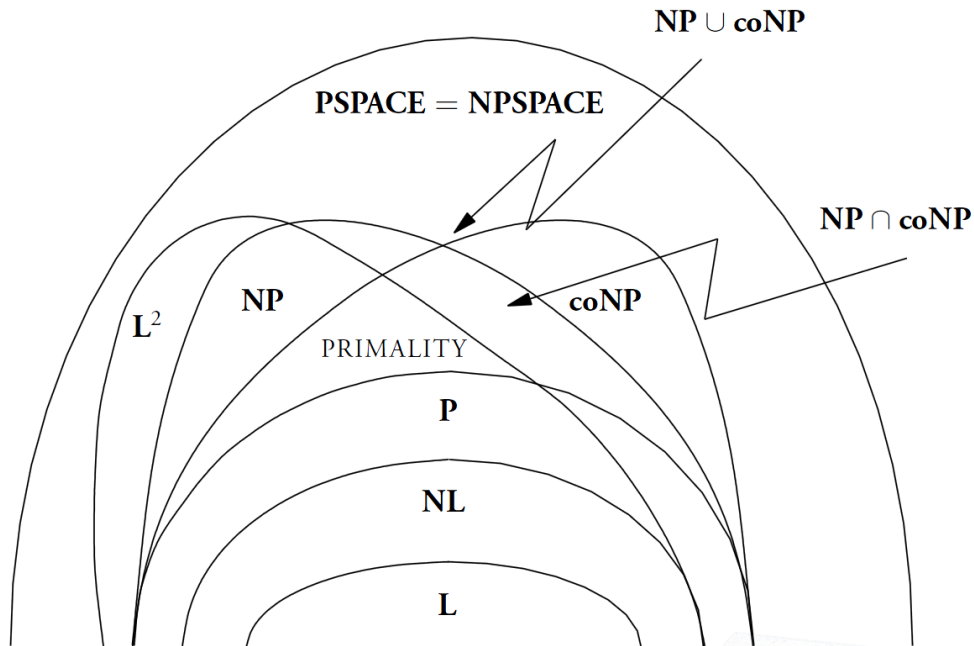 NP ∪ coNP
PSPACE = NPSPACE
NP ∩ coNP
NP
coNP
L²
PRIMALITY
P
NL
L